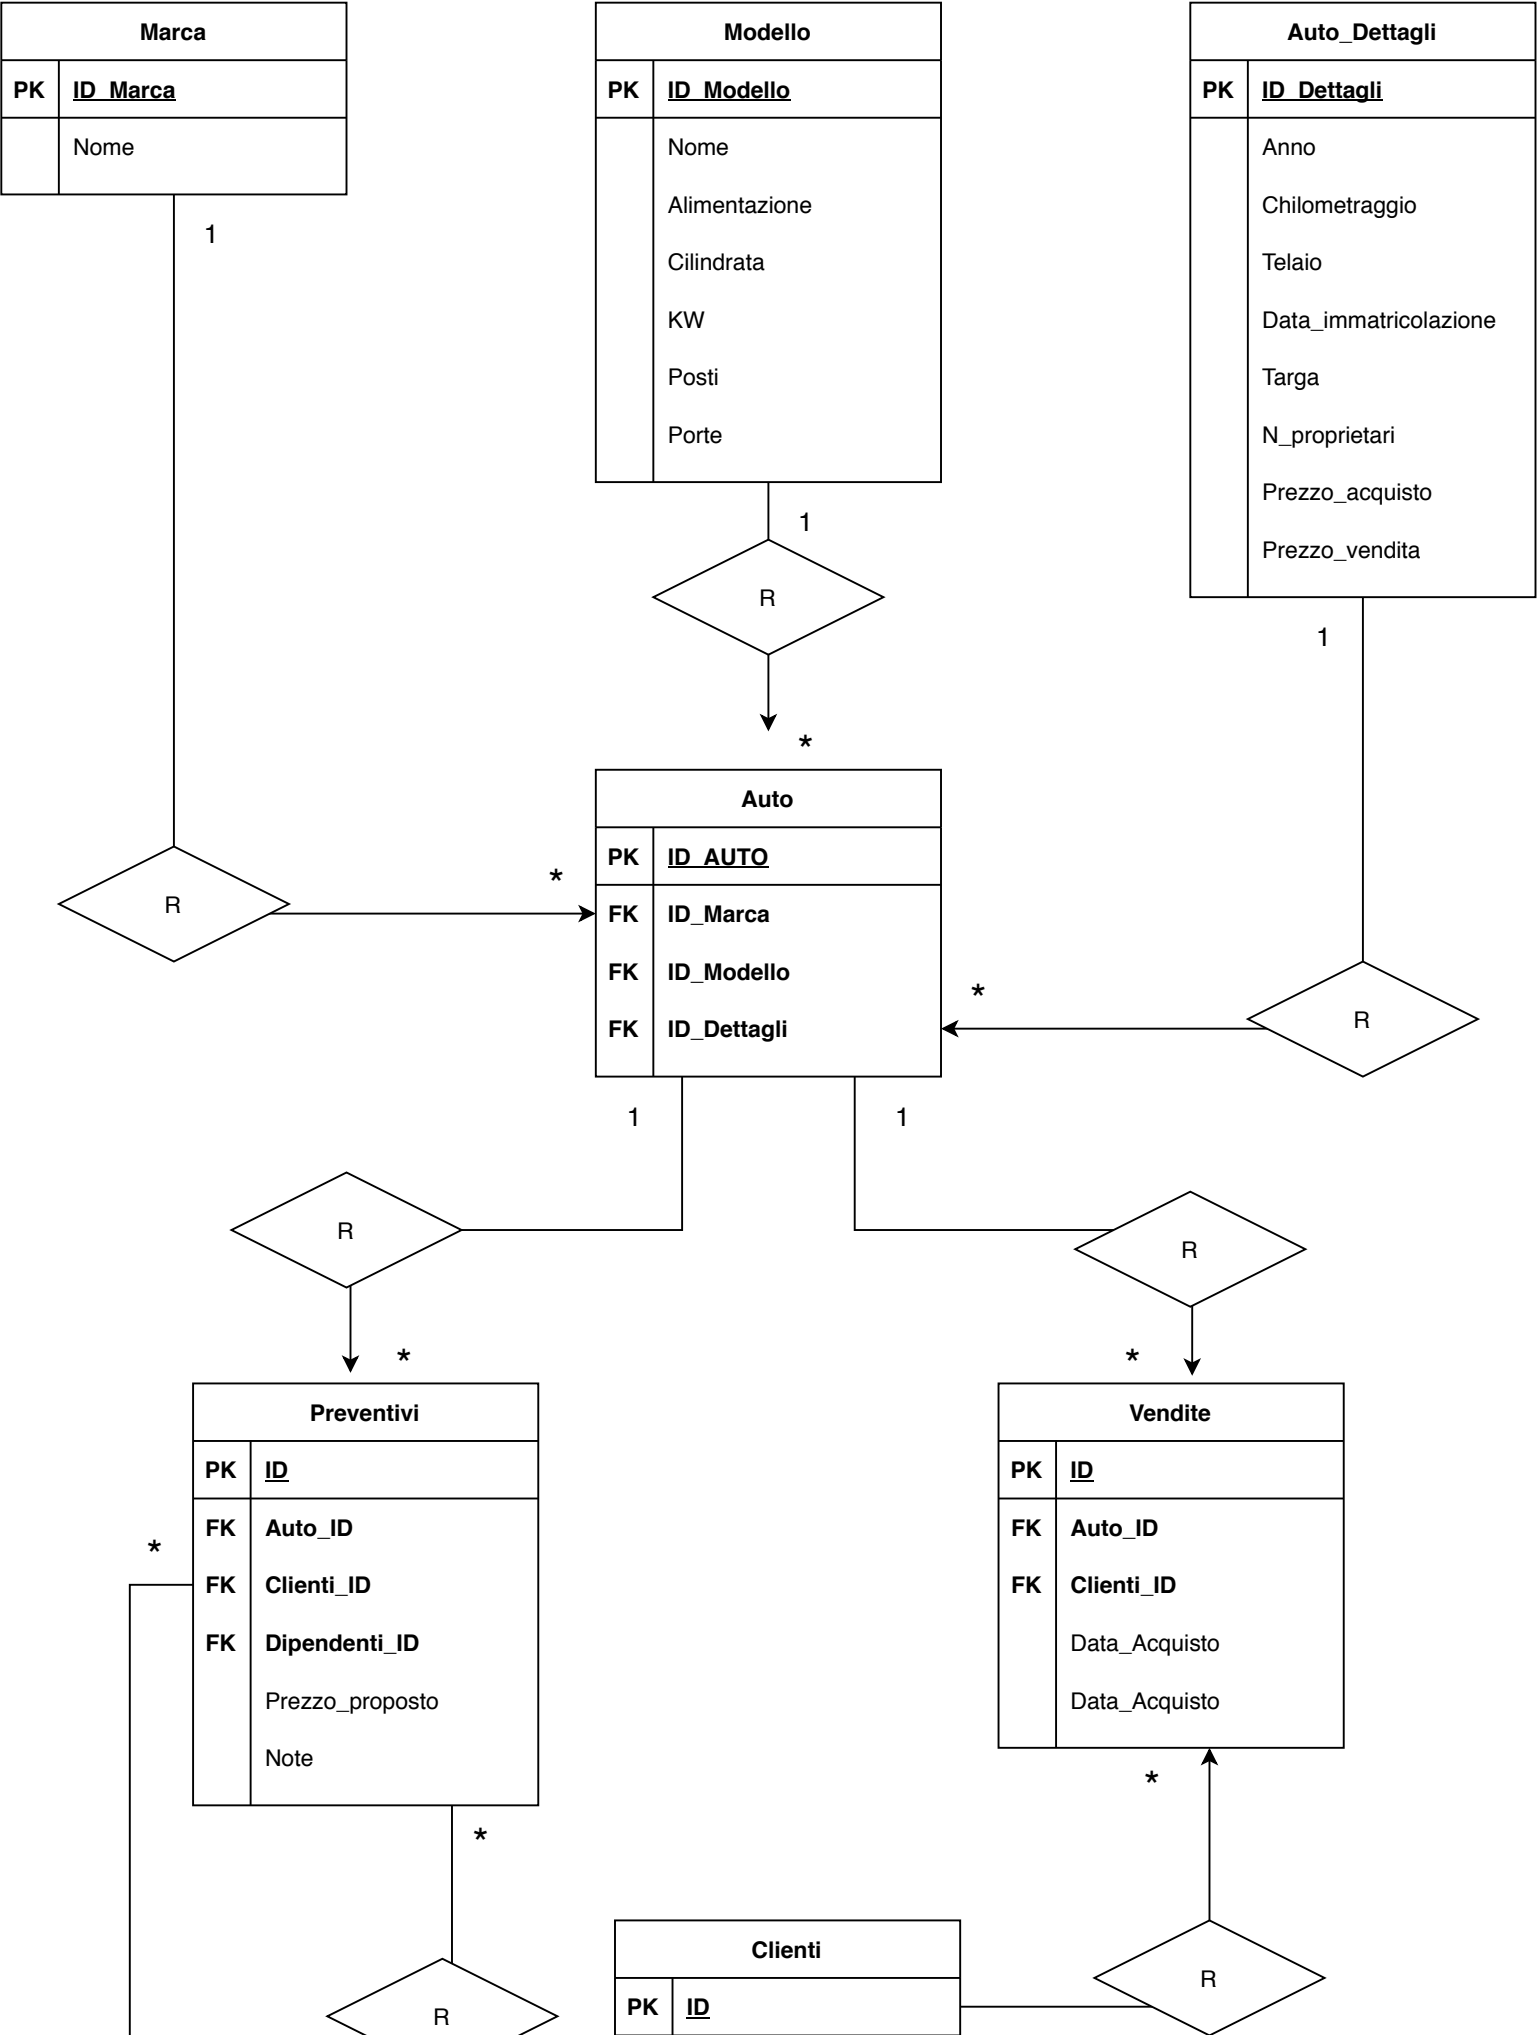 Marca
PK ID_Marca
Nome
1
Modello
PK ID_Modello
Nome
Alimentazione
Cilindrata
KW
Posti
Porte
1
R
*
Auto_Dettagli
PK ID_Dettagli
Anno
Chilometraggio
Telaio
Data_immatricolazione
Targa
N_proprietari
Prezzo_acquisto
Prezzo_vendita
1
R
*
Auto
PK ID_AUTO
FK ID_Marca
FK ID_Modello
FK ID_Dettagli
*
R
1
1
R
R
*
*
Preventivi
PK ID
FK Auto_ID
FK Clienti_ID
FK Dipendenti_ID
Prezzo_proposto
Note
*
*
R
Vendite
PK ID
FK Auto_ID
FK Clienti_ID
Data_Acquisto
Data_Acquisto
*
R
Clienti
PK ID